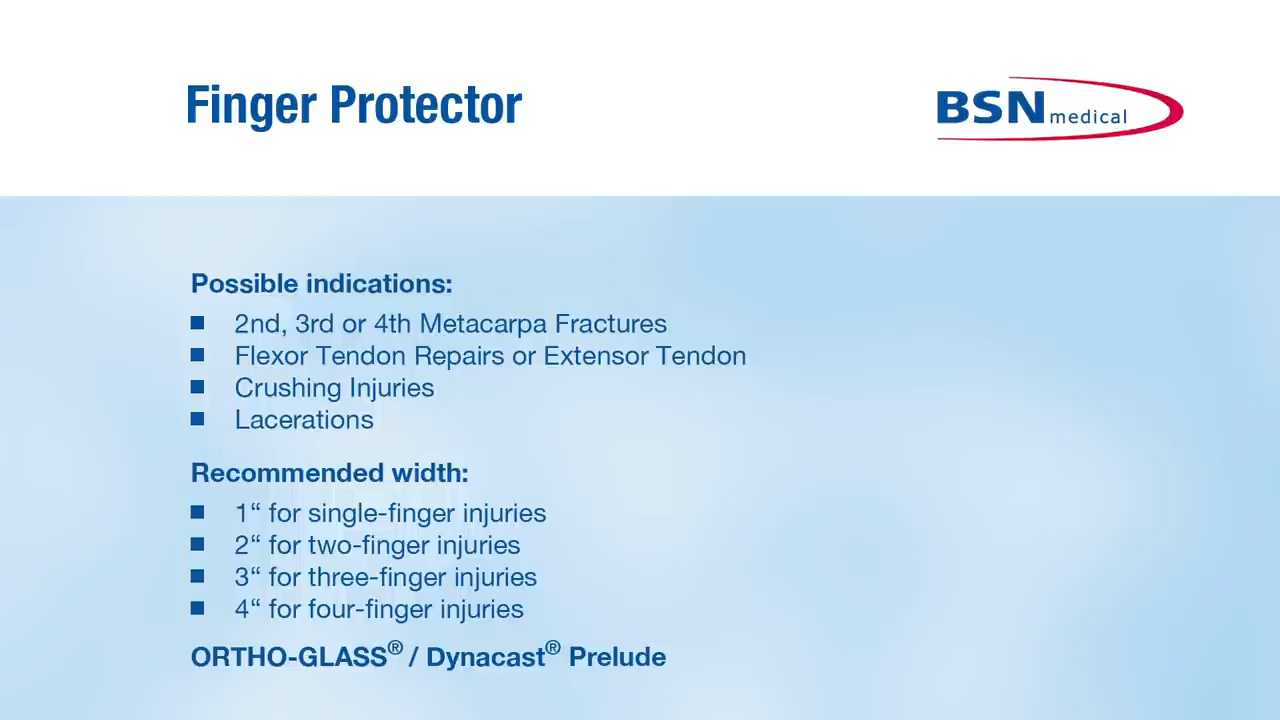 Finger Protector
BSN medical
Possible indications:
■ 2nd, 3rd or 4th Metacarpa Fractures
■ Flexor Tendon Repairs or Extensor Tendon
■ Crushing Injuries
■ Lacerations
Recommended width:
■ 1“ for single-finger injuries
■ 2“ for two-finger injuries
■ 3“ for three-finger injuries
■ 4“ for four-finger injuries
ORTHO-GLASS® / Dynacast® Prelude